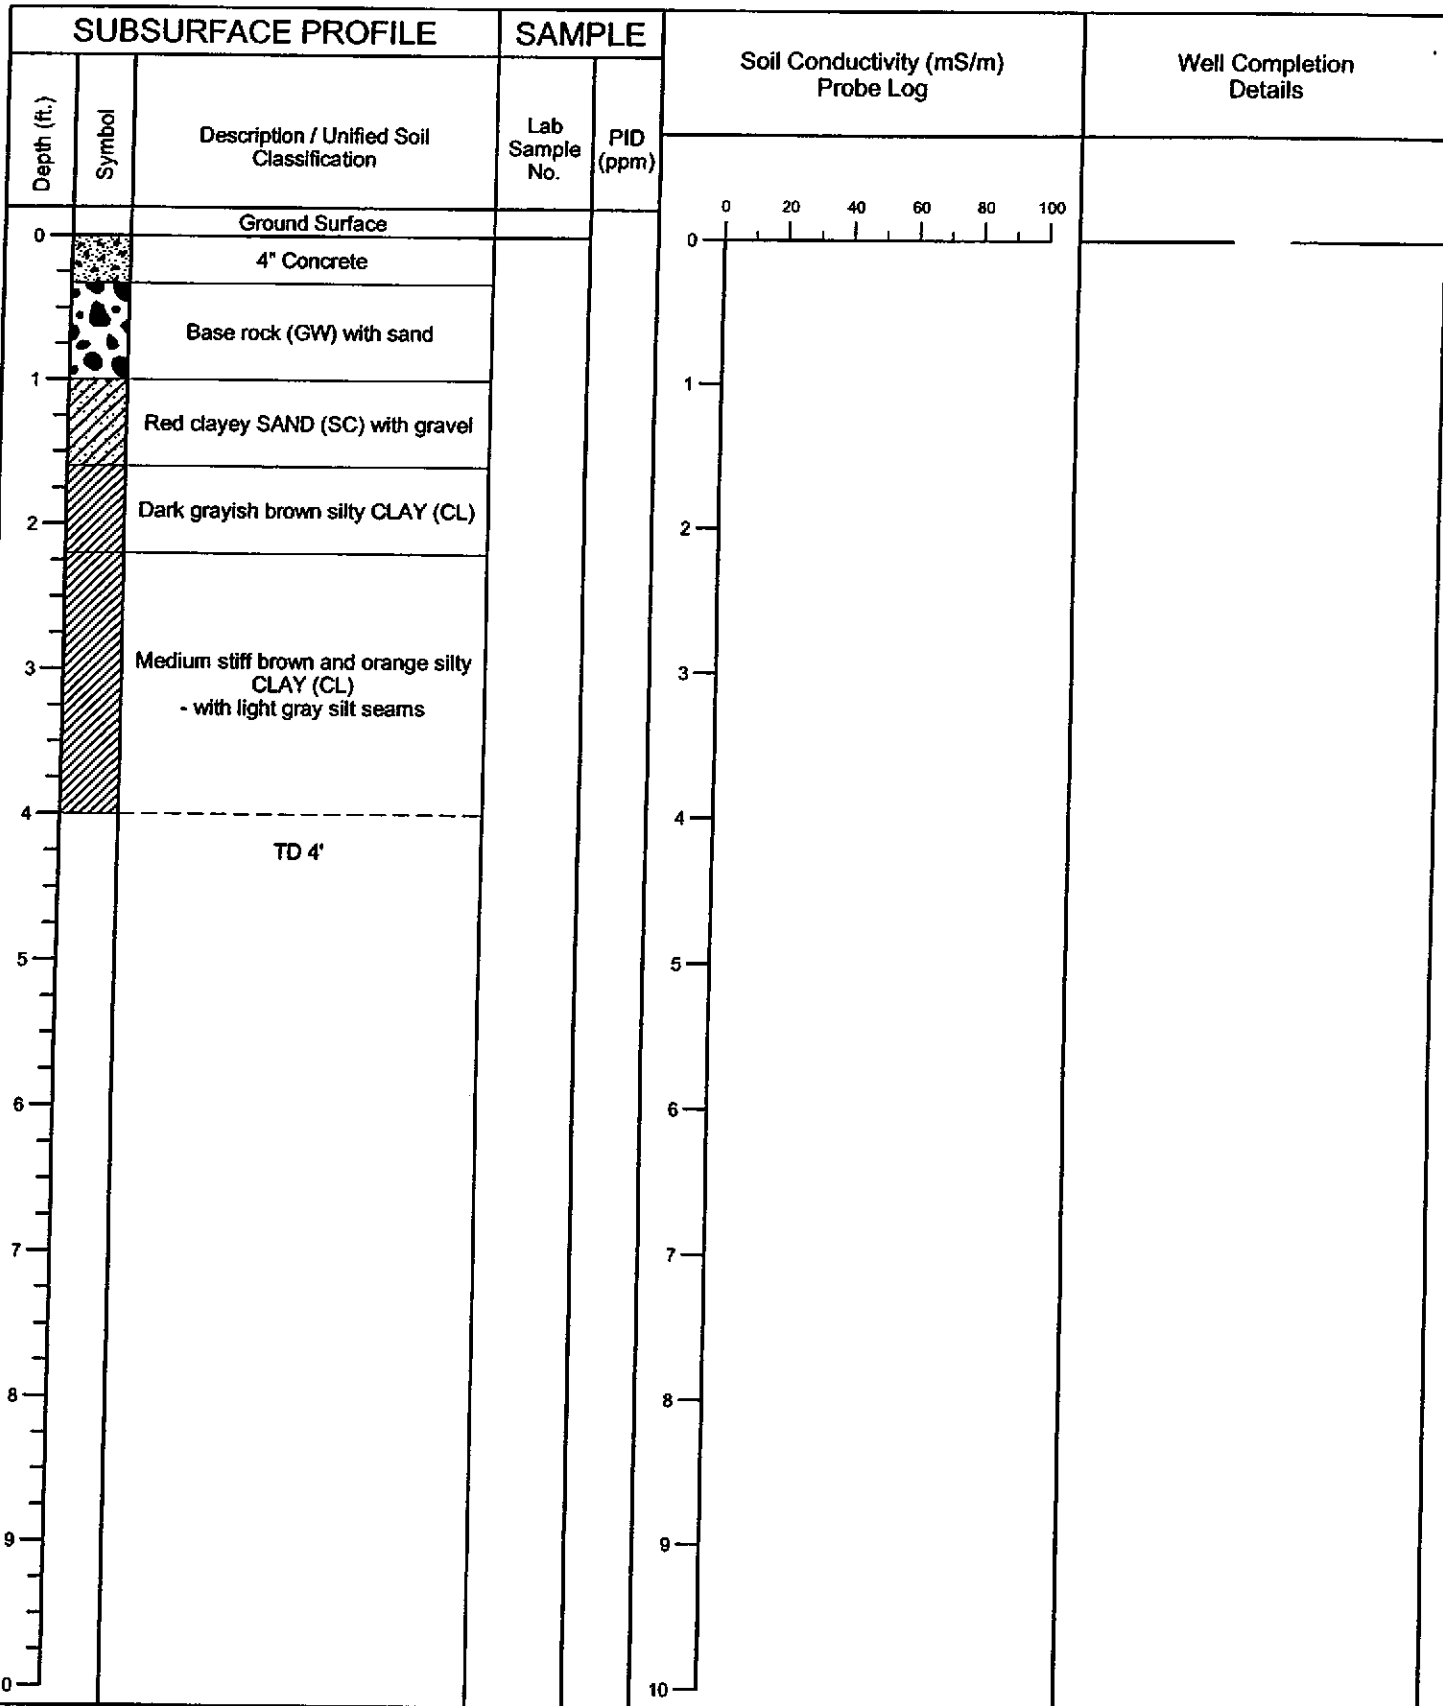 SUBSURFACE PROFILE
SAMPLE
Soil Conductivity (mS/m)
Probe Log
Well Completion
Details
Depth (ft.)
Symbol
Description / Unified Soil
Classification
Lab
Sample
No.
PID
(ppm)
0 20 40 60 80 100
Ground Surface
0
4" Concrete
Base rock (GW) with sand
1
Red clayey SAND (SC) with gravel
2
Dark grayish brown silty CLAY (CL)
3
Medium stiff brown and orange silty
CLAY (CL)
- with light gray silt seams
4
TD 4'
5
6
7
8
9
0
0
1
2
3
4
5
6
7
8
9
10